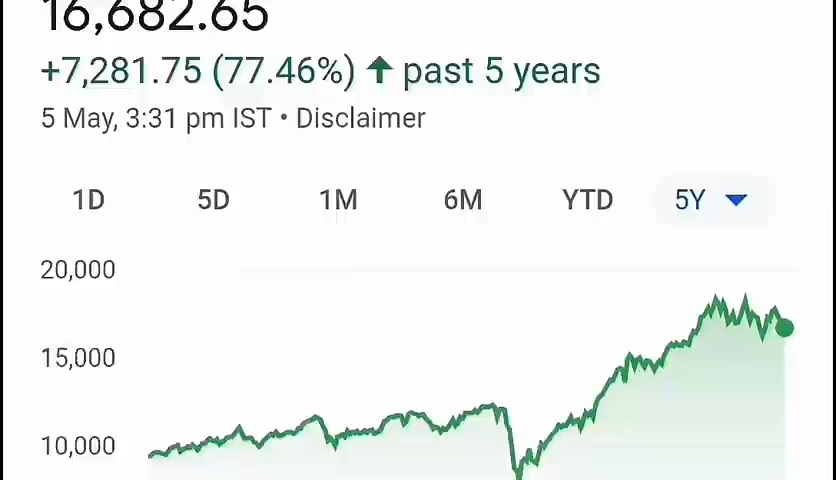 16,682.65
+7,281.75 (77.46%) ↑ past 5 years
5 May, 3:31 pm IST • Disclaimer
1D 5D 1M 6M YTD 5Y
20,000
15,000
10,000